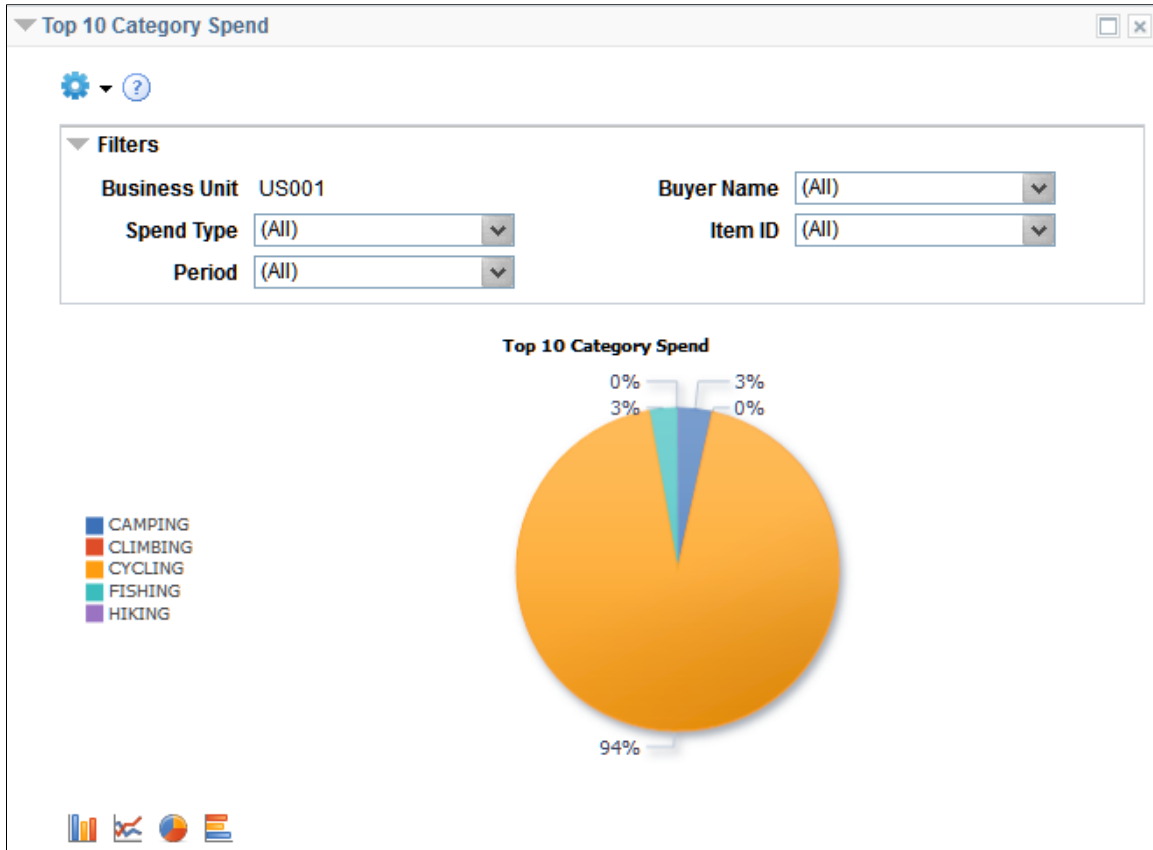 Top 10 Category Spend
?
Filters
Business Unit US001 Buyer Name (All)
Spend Type (All) Item ID (All)
Period (All)
Top 10 Category Spend
0% 3%
3% 0%
CAMPING
CLIMBING
CYCLING
FISHING
HIKING
94%